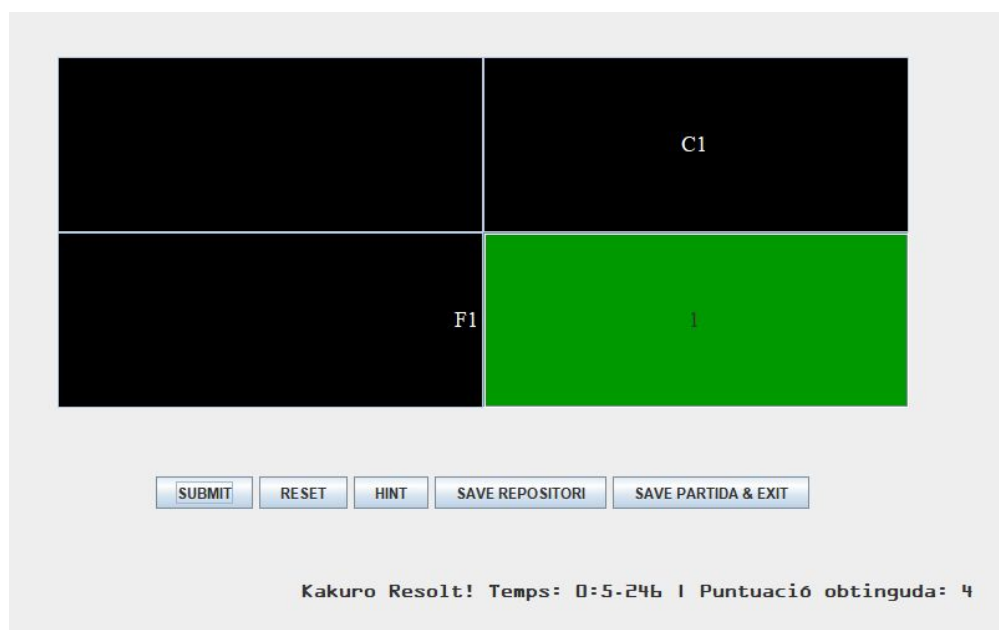 C1
F1 1
SUBMIT RESET HINT SAVE REPOSITORI SAVE PARTIDA & EXIT
Kakuro Resolt! Temps: 0:5.246 | Puntuació obtinguda: 4